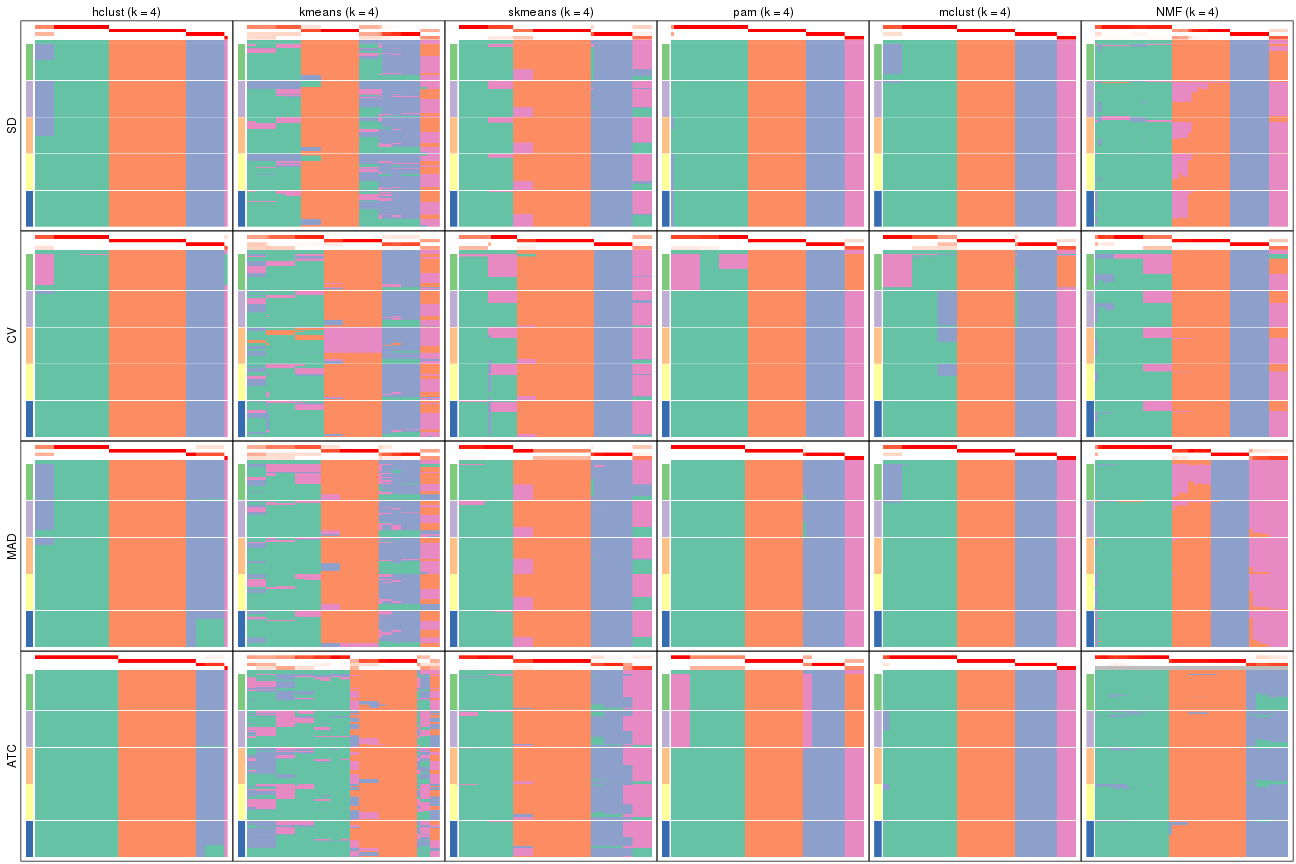 hclust (k = 4) kmeans (k = 4) skmeans (k = 4) pam (k = 4) mclust (k = 4) NMF (k = 4)
SD
CV
MAD
ATC